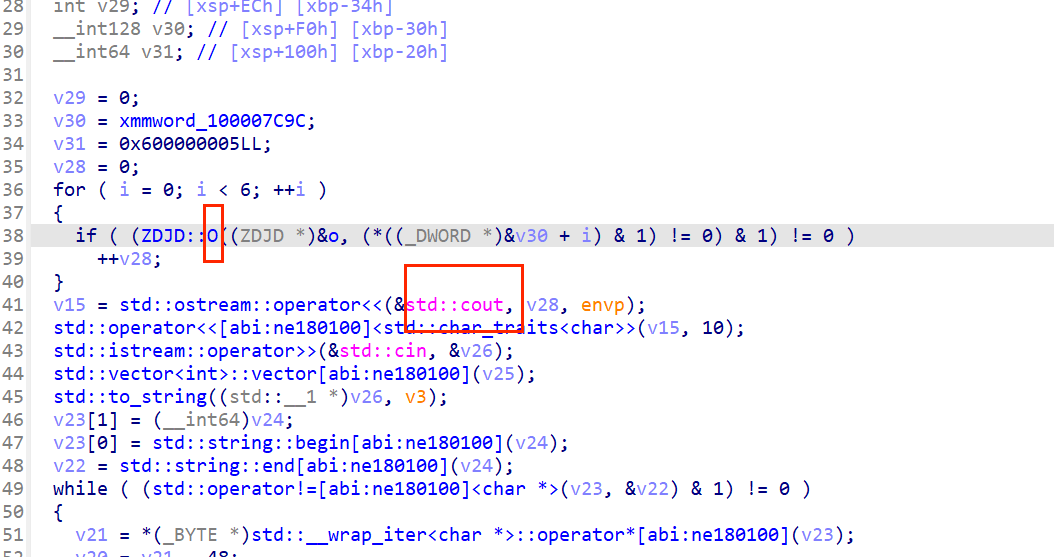 28 int v29; // [xsp+ECh] [xbp-34h]
29 __int128 v30; // [xsp+F0h] [xbp-30h]
30 __int64 v31; // [xsp+100h] [xbp-20h]
31
32 v29 = 0;
33 v30 = xmmword_100007C9C;
34 v31 = 0x600000005LL;
35 v28 = 0;
36 for ( i = 0; i < 6; ++i )
37 {
38 if ( (ZDJD::O((ZDJD *)&o, (*((_DWORD *)&v30 + i) & 1) != 0) & 1) != 0 )
39 ++v28;
40 }
41 v15 = std::ostream::operator<<(&std::cout, v28, envp);
42 std::operator<<[abi:ne180100]<std::char_traits<char>>(v15, 10);
43 std::istream::operator>>(&std::cin, &v26);
44 std::vector<int>::vector[abi:ne180100](v25);
45 std::to_string((std::__1 *)v26, v3);
46 v23[1] = (__int64)v24;
47 v23[0] = std::string::begin[abi:ne180100](v24);
48 v22 = std::string::end[abi:ne180100](v24);
49 while ( (std::operator!=[abi:ne180100]<char *>(v23, &v22) & 1) != 0 )
50 {
51 v21 = *(_BYTE *)std::__wrap_iter<char *>::operator*[abi:ne180100](v23);
52 v20 = v21 - 48;